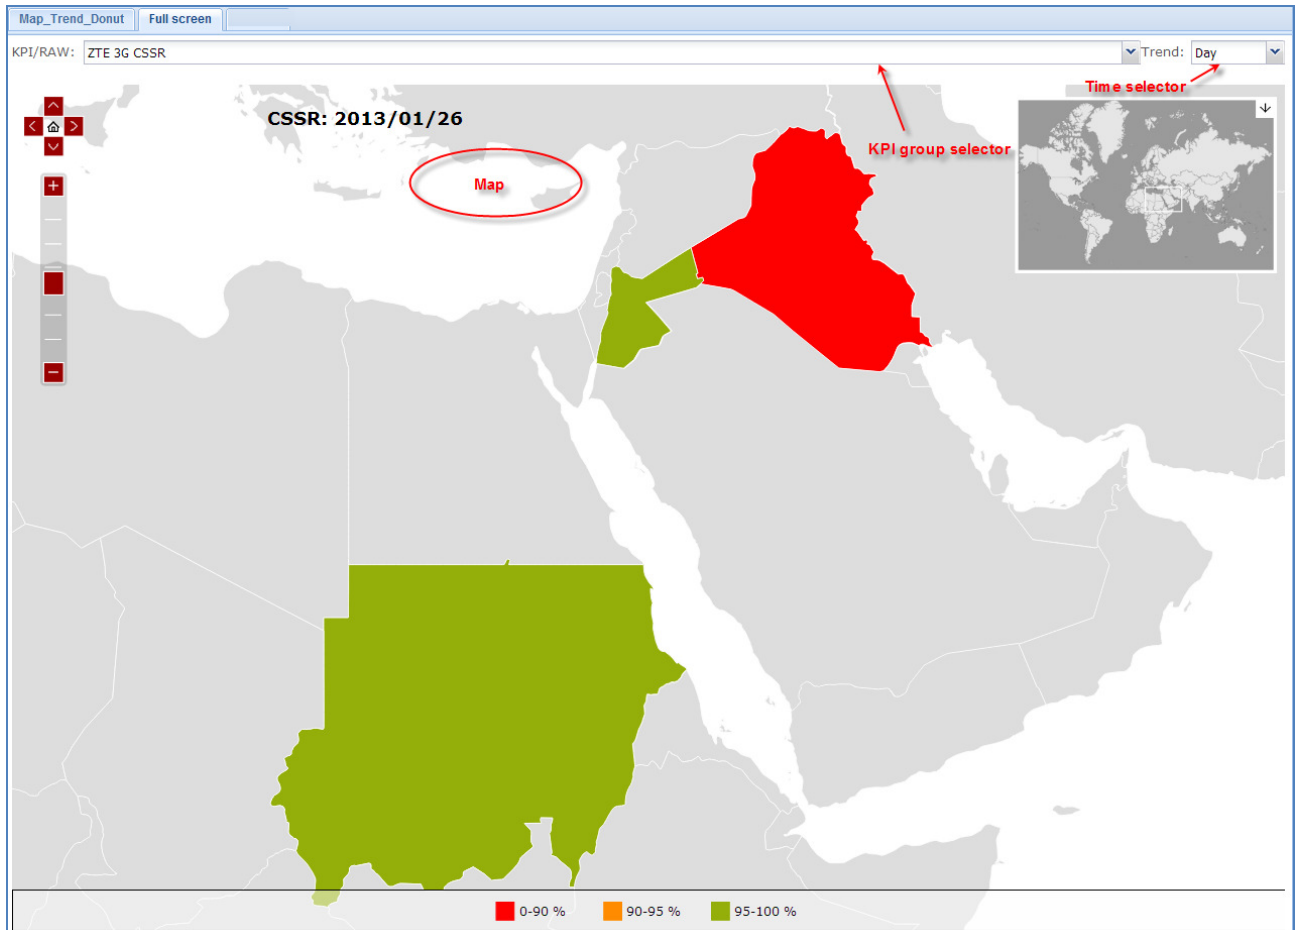 Map_Trend_Donut Full screen
KPI/RAW: ZTE 3G CSSR Trend: Day
Time selector
CSSR: 2013/01/26
KPI group selector
Map
0-90 % 90-95 % 95-100 %